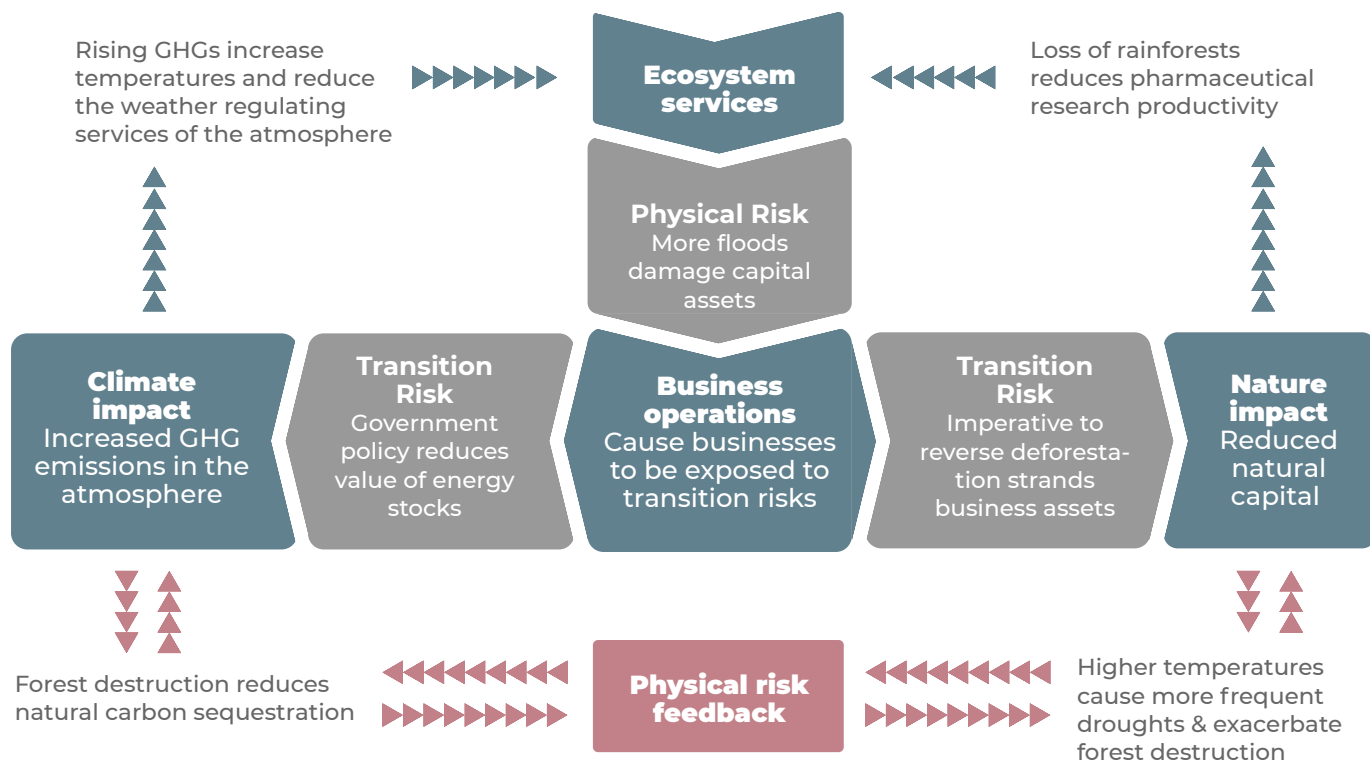 Rising GHGs increase
temperatures and reduce
the weather regulating
services of the atmosphere
Ecosystem
services
Loss of rainforests
reduces pharmaceutical
research productivity
Physical Risk
More floods
damage capital
assets
Climate
impact
Increased GHG
emissions in the
atmosphere
Transition
Risk
Government
policy reduces
value of energy
stocks
Business
operations
Cause businesses
to be exposed to
transition risks
Transition
Risk
Imperative to
reverse deforesta-
tion strands
business assets
Nature
impact
Reduced
natural
capital
Forest destruction reduces
natural carbon sequestration
Physical risk
feedback
Higher temperatures
cause more frequent
droughts & exacerbate
forest destruction